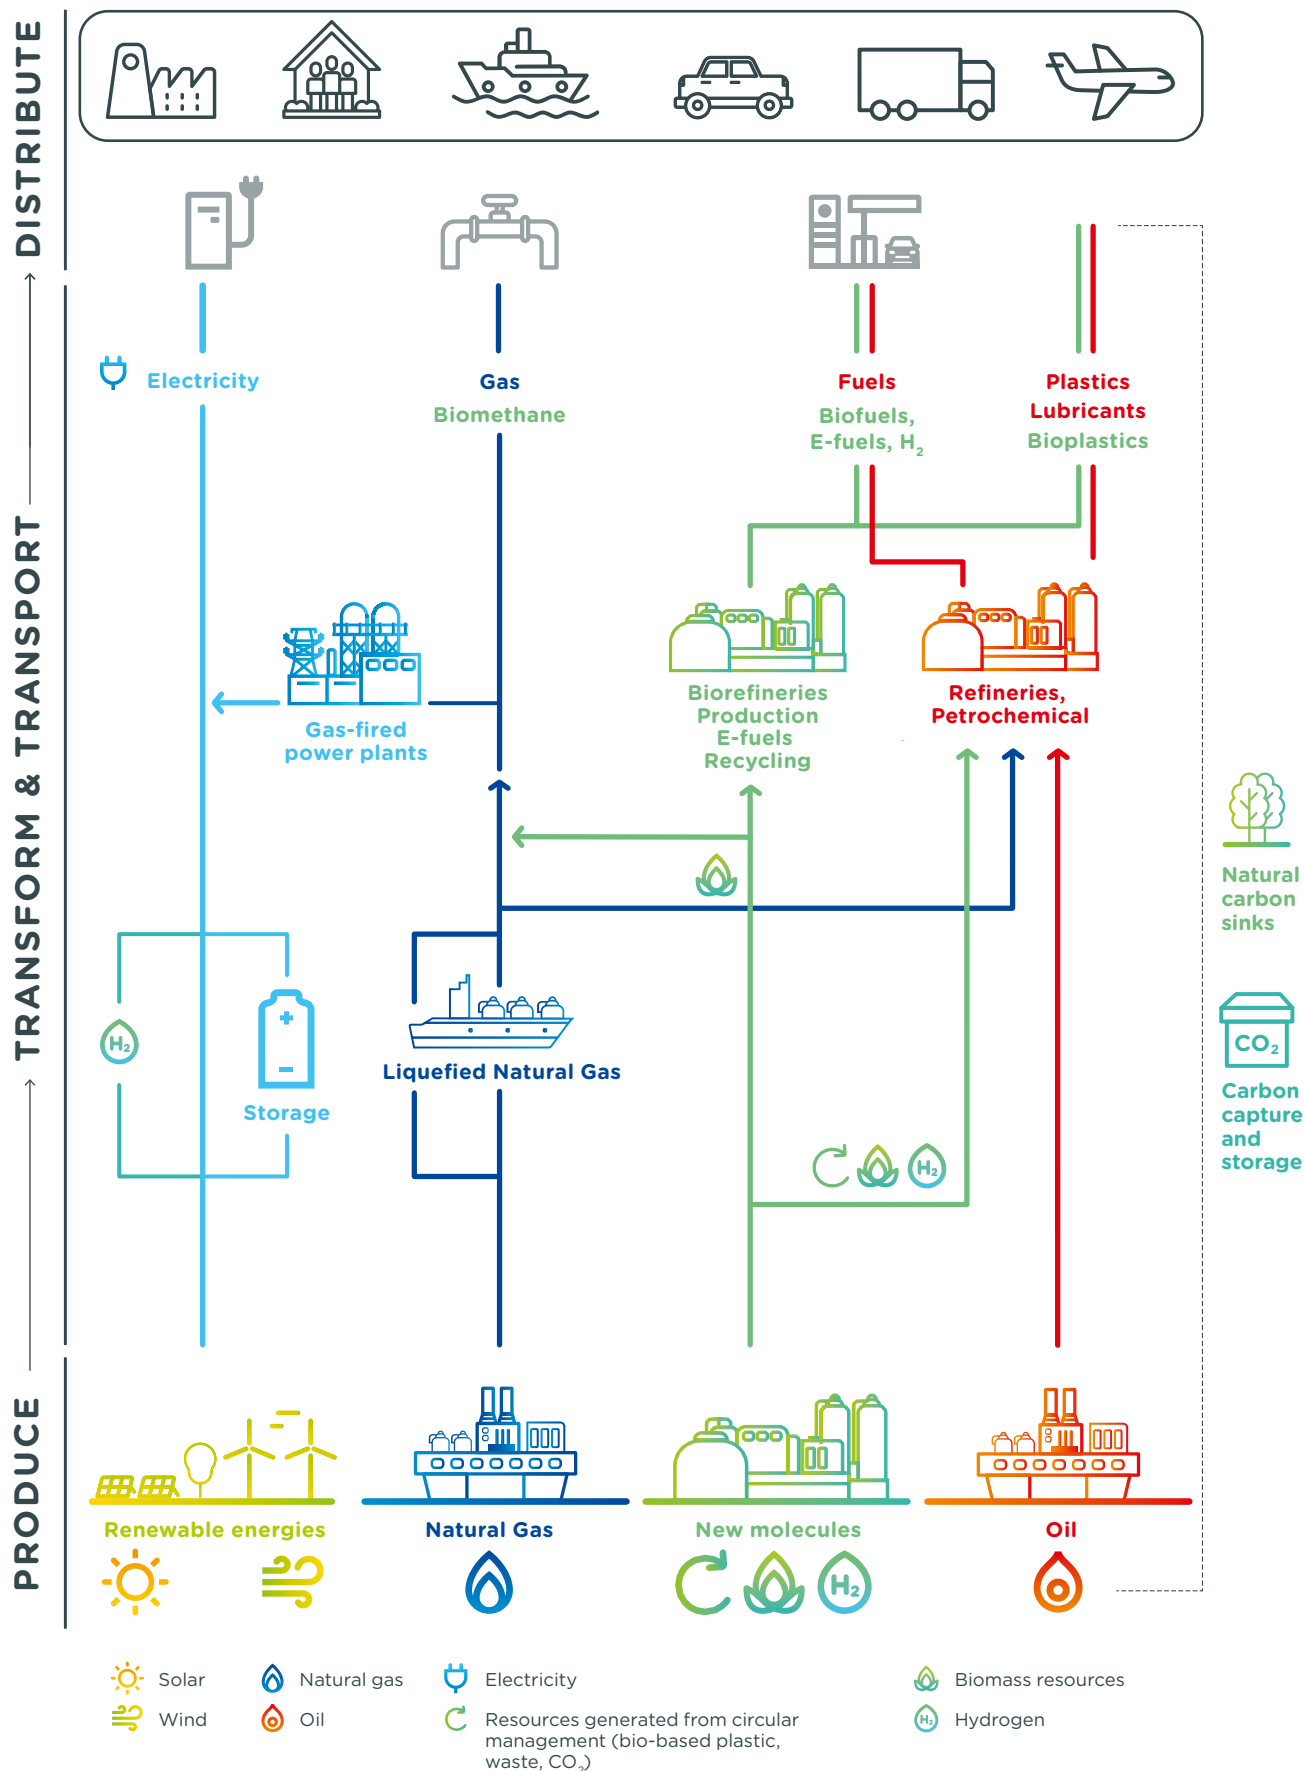 DISTRIBUTE
TRANSFORM & TRANSPORT
PRODUCE
Electricity
Gas
Biomethane
Fuels
Biofuels,
E-fuels, H₂
Plastics
Lubricants
Bioplastics
Gas-fired
power plants
Biorefineries
Production
E-fuels
Recycling
Refineries,
Petrochemical
Natural
carbon
sinks
H₂
Storage
Liquefied Natural Gas
CO₂
Carbon
capture
and
storage
H₂
Renewable energies
Natural Gas
New molecules
Oil
H₂
Solar
Natural gas
Electricity
Biomass resources
Wind
Oil
Resources generated from circular
management (bio-based plastic,
waste, CO₂)
H₂
Hydrogen